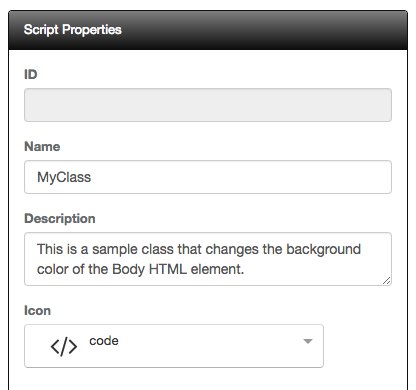 Script Properties
ID
Name
MyClass
Description
This is a sample class that changes the background
color of the Body HTML element.
Icon
code